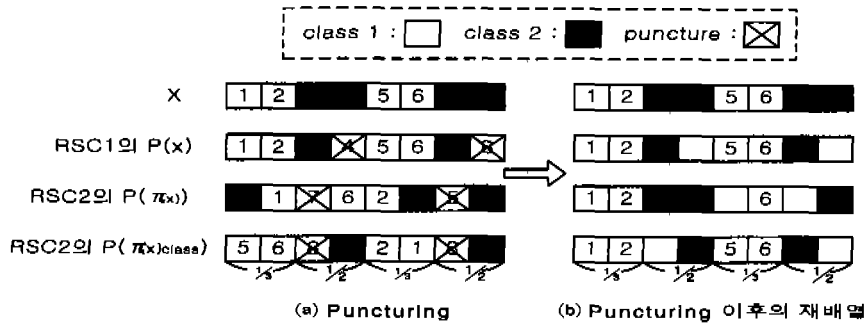 class 1 : class 2 : puncture :
X 1 2 5 6 1 2 5 6
RSC1의 P(x) 1 2 5 6 1 2 5 6
RSC2의 P(πx) 1 6 2 1 2 6
RSC2의 P(πx)class) 5 6 2 1 1 2 5 6
1/3 1/2 1/3 1/2 1/3 1/2 1/3 1/2
(a) Puncturing (b) Puncturing 이후의 재배열